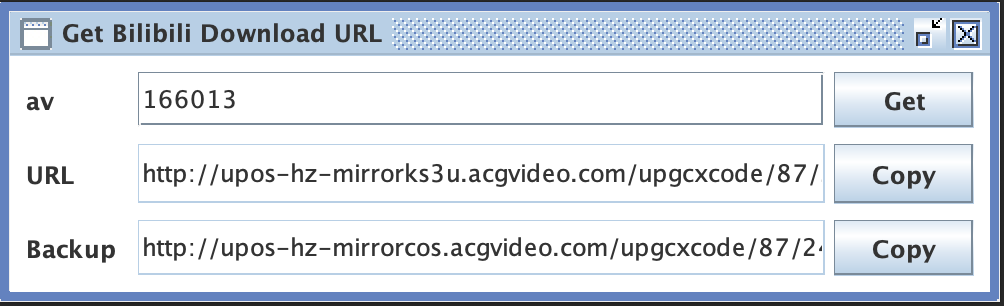 Get Bilibili Download URL
av 166013 Get
URL http://upos-hz-mirrorks3u.acgvideo.com/upgcxcode/87/ Copy
Backup http://upos-hz-mirrorcos.acgvideo.com/upgcxcode/87/24 Copy